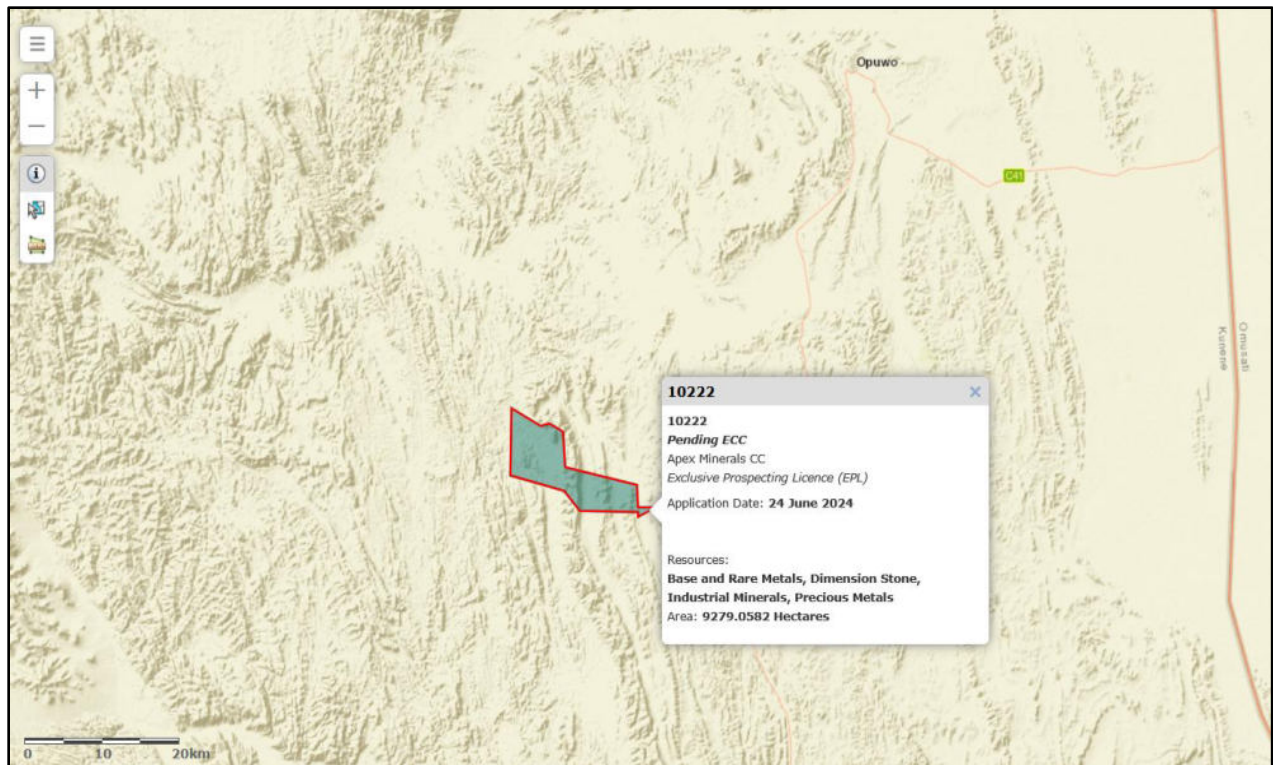 Opuwo
C41
Kunene
Omusati
10222
10222
Pending ECC
Apex Minerals CC
Exclusive Prospecting Licence (EPL)
Application Date: 24 June 2024
Resources:
Base and Rare Metals, Dimension Stone,
Industrial Minerals, Precious Metals
Area: 9279.0582 Hectares
0 10 20km